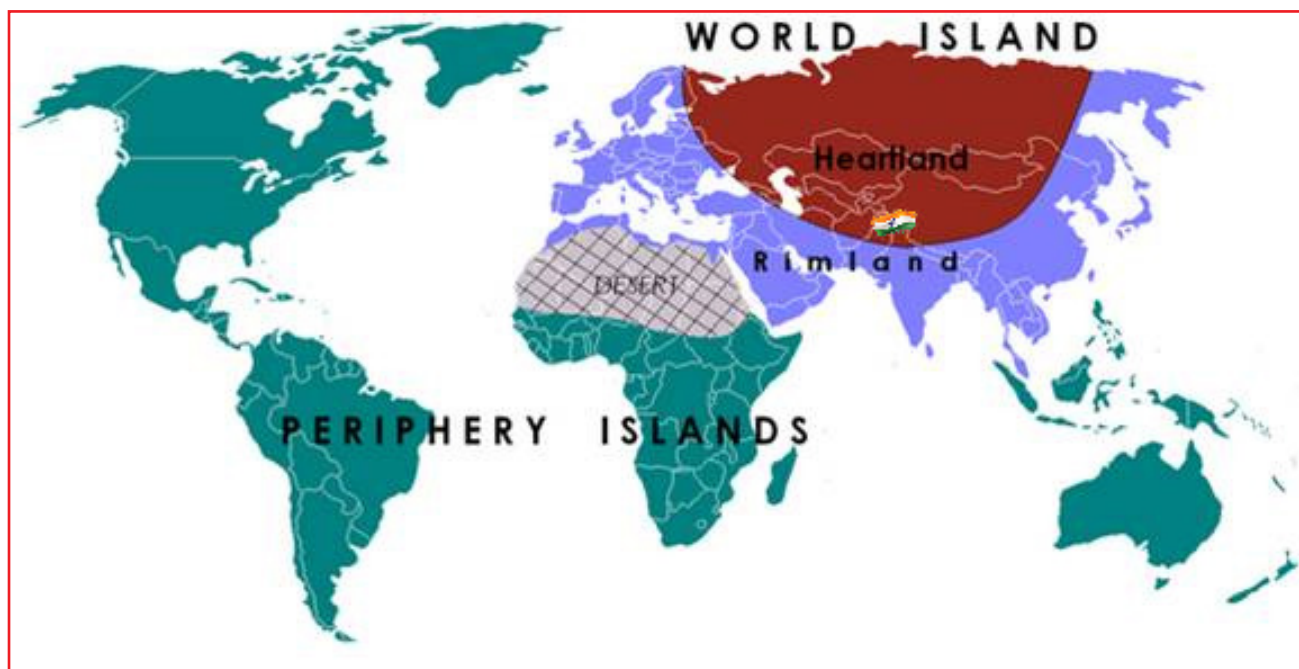 WORLD ISLAND
Heartland
Rimland
DESERT
PERIPHERY ISLANDS